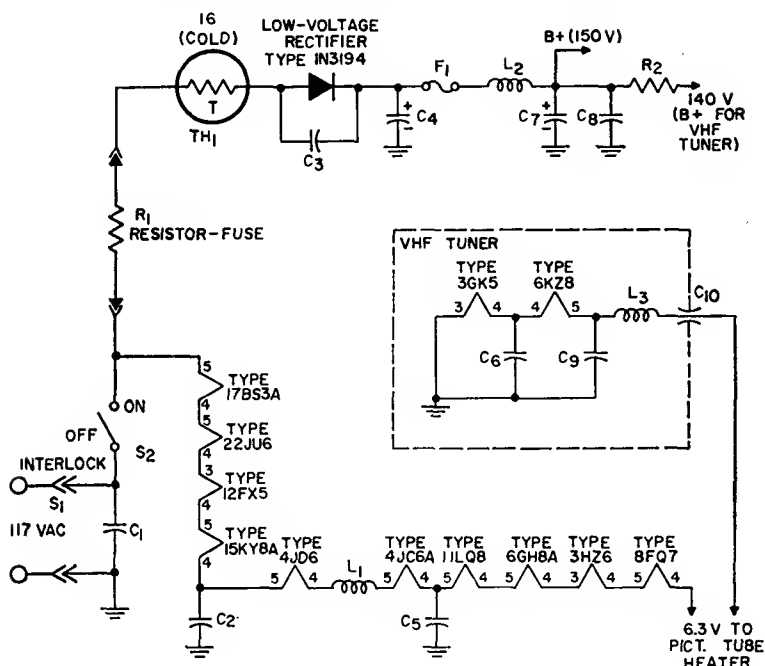 16
(COLD)
T
TH1
LOW-VOLTAGE
RECTIFIER
TYPE 1N3194
C3
C4
+
-
F1
L2
B+ (150 V)
C7
+
-
C8
R2
140 V
(B+ FOR
VHF
TUNER)
R1
RESISTOR-FUSE
VHF TUNER
TYPE
3GK5
3 4
TYPE
6KZ8
4 5
L3
C10
C6
C9
ON
OFF
S2
INTERLOCK
S1
117 VAC
C1
5
TYPE
17BS3A
4
5
TYPE
22JU6
4
3
TYPE
12FX5
4
5
TYPE
15KY8A
4
TYPE
4JD6
5 4
L1
TYPE
4JC6A
5 4
TYPE
11LQ8
5 4
TYPE
6GH8A
5 4
TYPE
3HZ6
3 4
TYPE
8FQ7
5 4
C2
C5
6.3 V TO
PICT. TUBE
HEATER